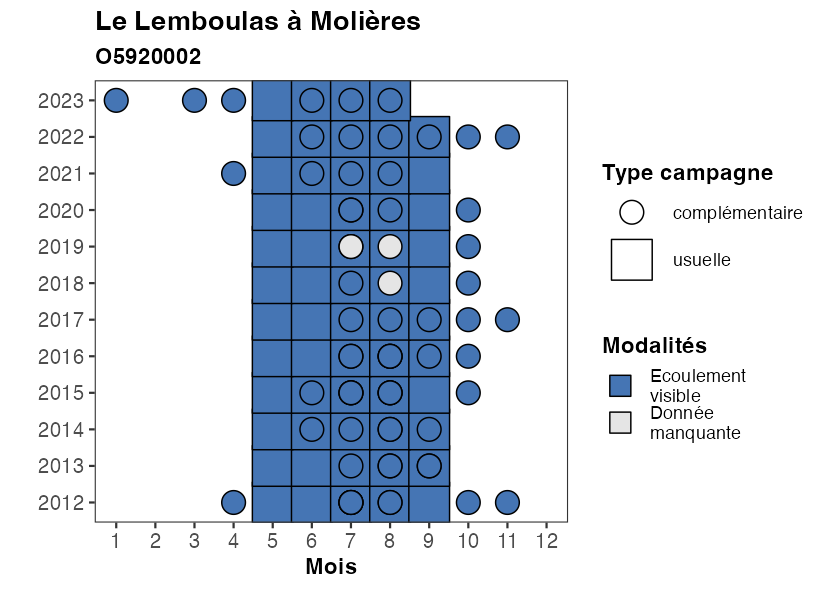 Le Lemboulas à Molières
O5920002
2023
2022
2021
2020
2019
2018
2017
2016
2015
2014
2013
2012
1 2 3 4 5 6 7 8 9 10 11 12
Mois
Type campagne
complémentaire
usuelle
Modalités
Ecoulement
visible
Donnée
manquante